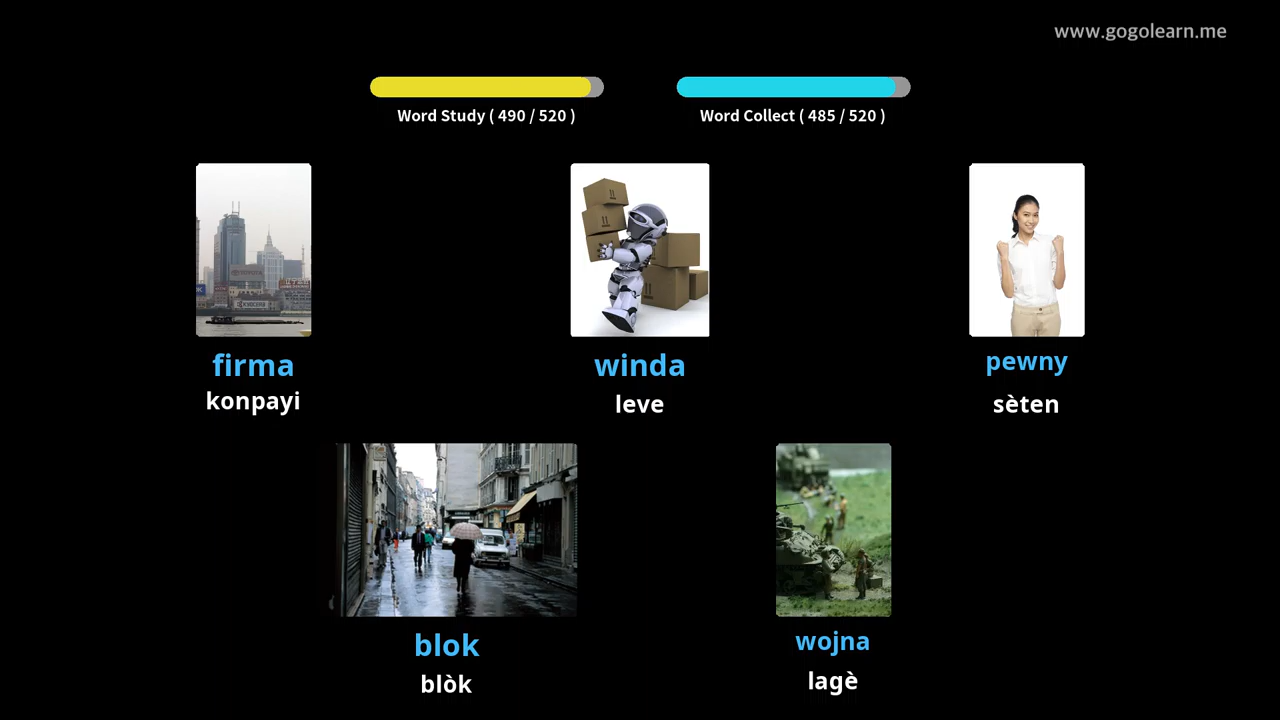 www.gogolearn.me
Word Study ( 490 / 520 )
Word Collect ( 485 / 520 )
firma
konpayi
winda
leve
pewny
sèten
blok
blòk
wojna
lagè